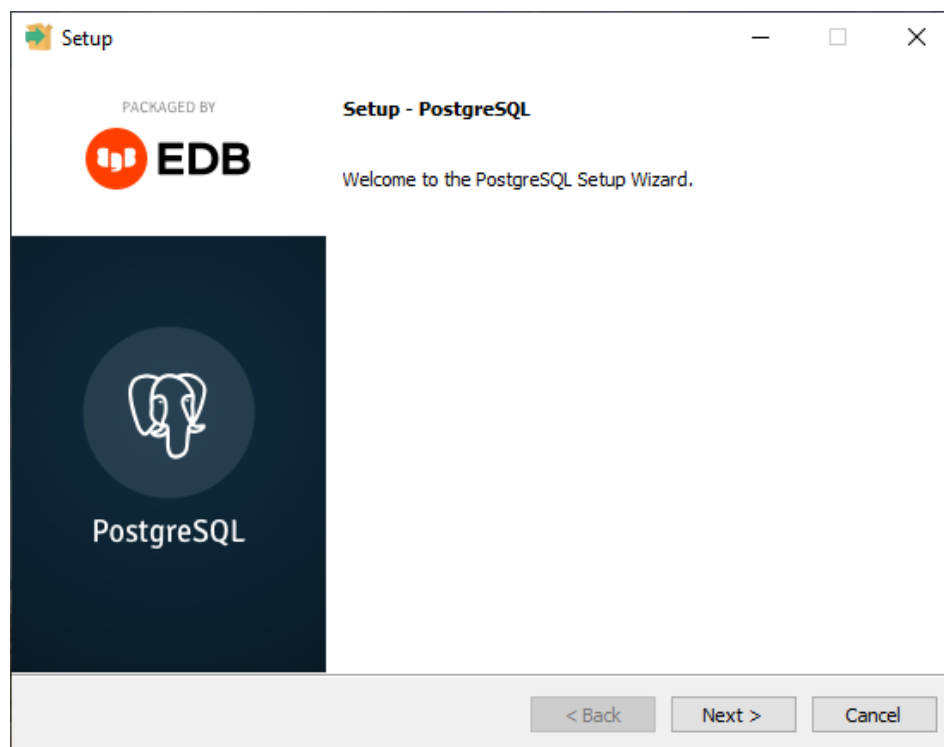 Setup
PACKAGED BY
EDB
Setup - PostgreSQL
Welcome to the PostgreSQL Setup Wizard.
PostgreSQL
< Back
Next >
Cancel